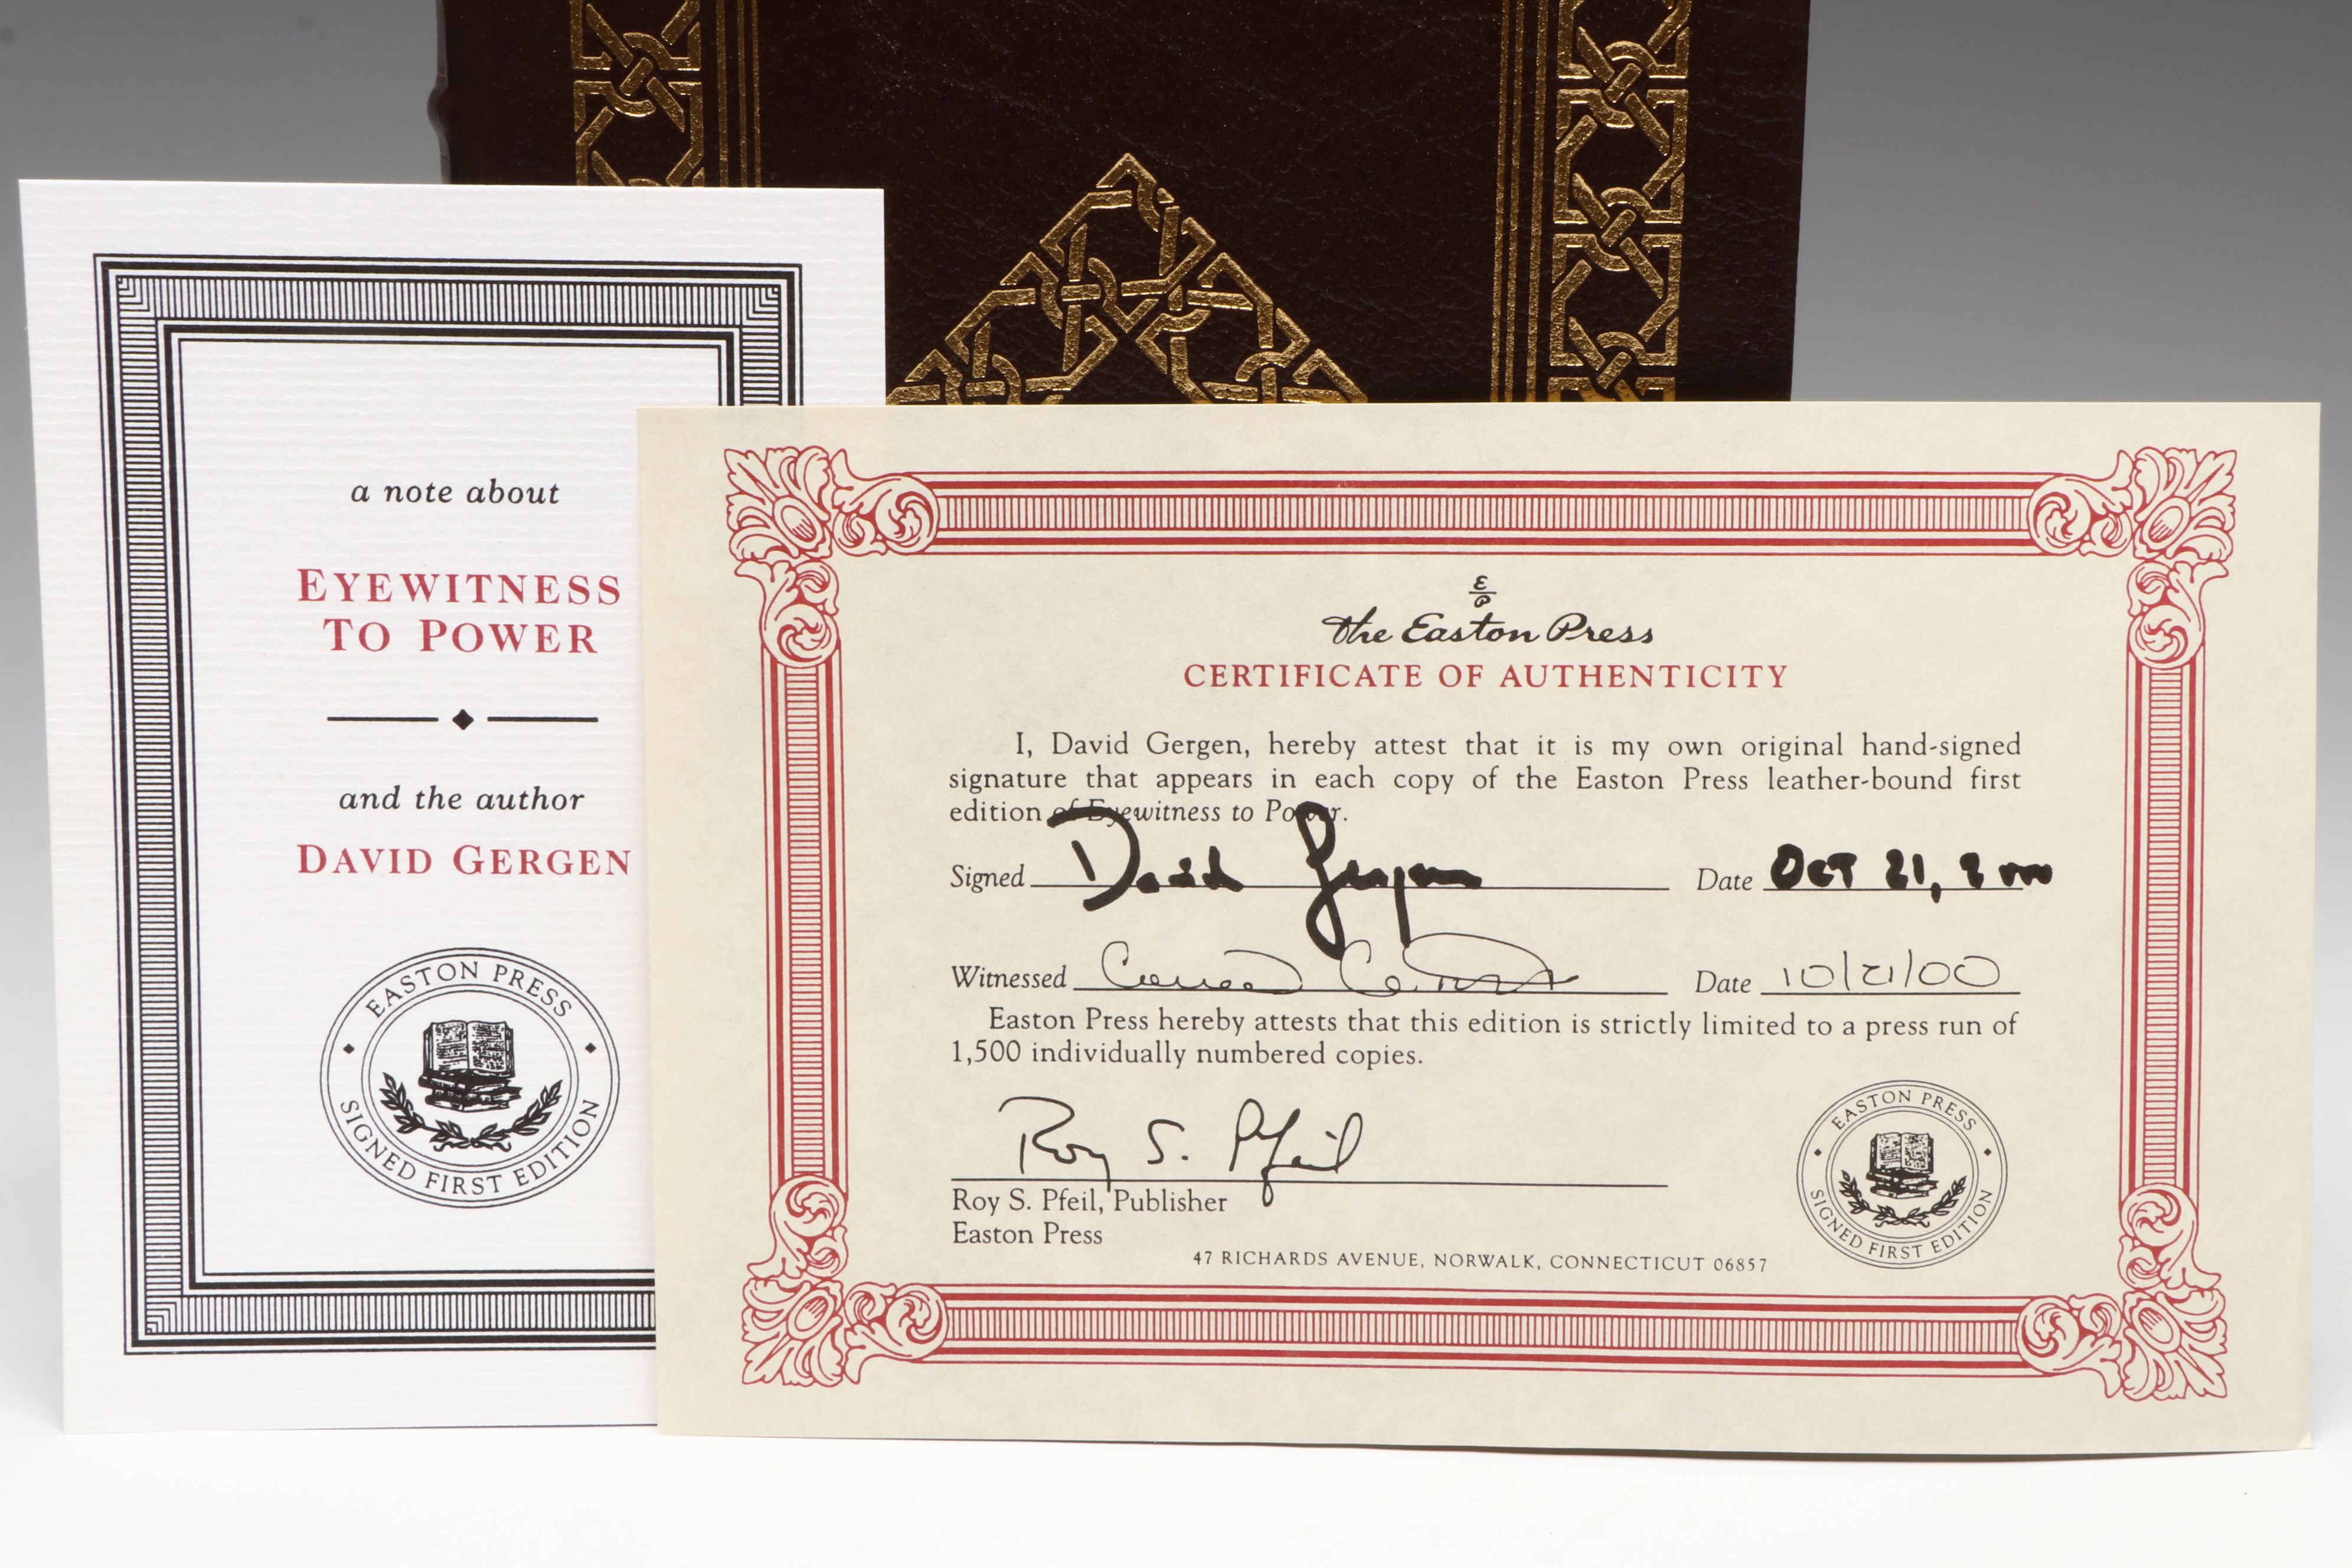 a note about
EYEWITNESS
TO POWER
and the author
DAVID GERGEN
EASTON PRESS
SIGNED FIRST EDITION
E
P
the Easton Press
CERTIFICATE OF AUTHENTICITY
I, David Gergen, hereby attest that it is my own original hand-signed
signature that appears in each copy of the Easton Press leather-bound first
edition of Eyewitness to Power.
Signed David Gergen Date OCT 21, 2000
Witnessed Date 10/21/00
Easton Press hereby attests that this edition is strictly limited to a press run of
1,500 individually numbered copies.
Roy S. Pfeil
Roy S. Pfeil, Publisher
Easton Press
47 RICHARDS AVENUE, NORWALK, CONNECTICUT 06857
EASTON PRESS
SIGNED FIRST EDITION